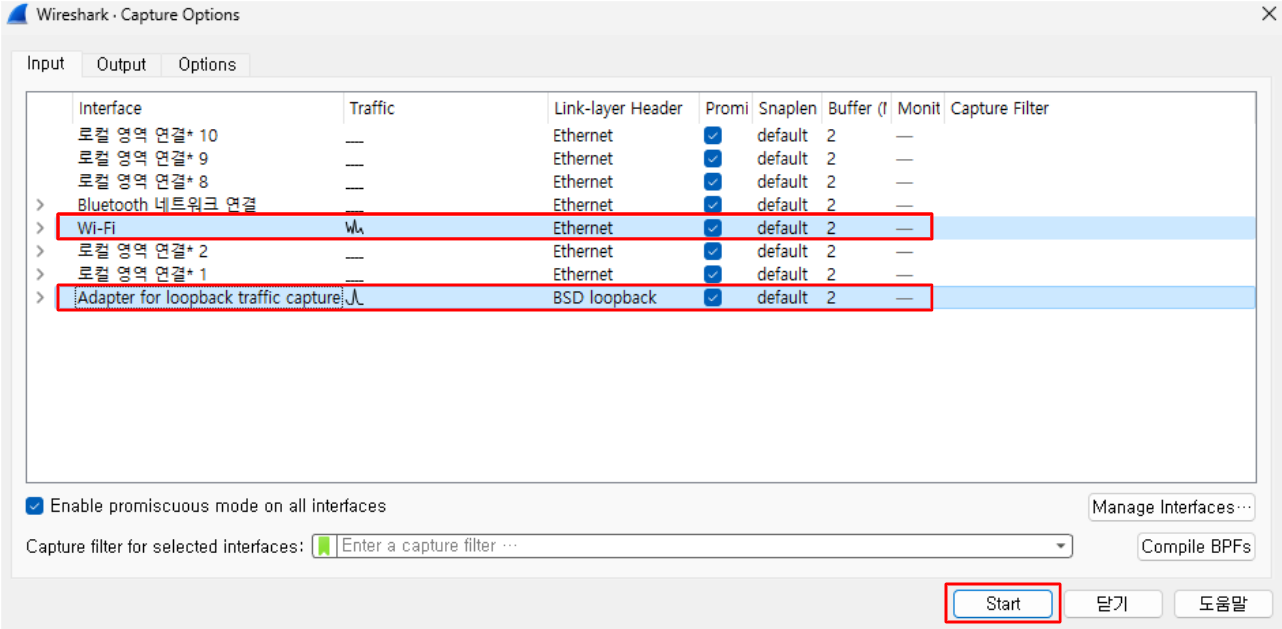 Wireshark · Capture Options
Input Output Options
Interface Traffic Link-layer Header Promi Snaplen Buffer (M Monit Capture Filter
로컬 영역 연결* 10 Ethernet default 2 —
로컬 영역 연결* 9 Ethernet default 2 —
로컬 영역 연결* 8 Ethernet default 2 —
Bluetooth 네트워크 연결 Ethernet default 2 —
Wi-Fi Ethernet default 2 —
로컬 영역 연결* 2 Ethernet default 2 —
로컬 영역 연결* 1 Ethernet default 2 —
Adapter for loopback traffic capture BSD loopback default 2 —
Enable promiscuous mode on all interfaces
Manage Interfaces…
Capture filter for selected interfaces: Enter a capture filter …
Compile BPFs
Start 닫기 도움말